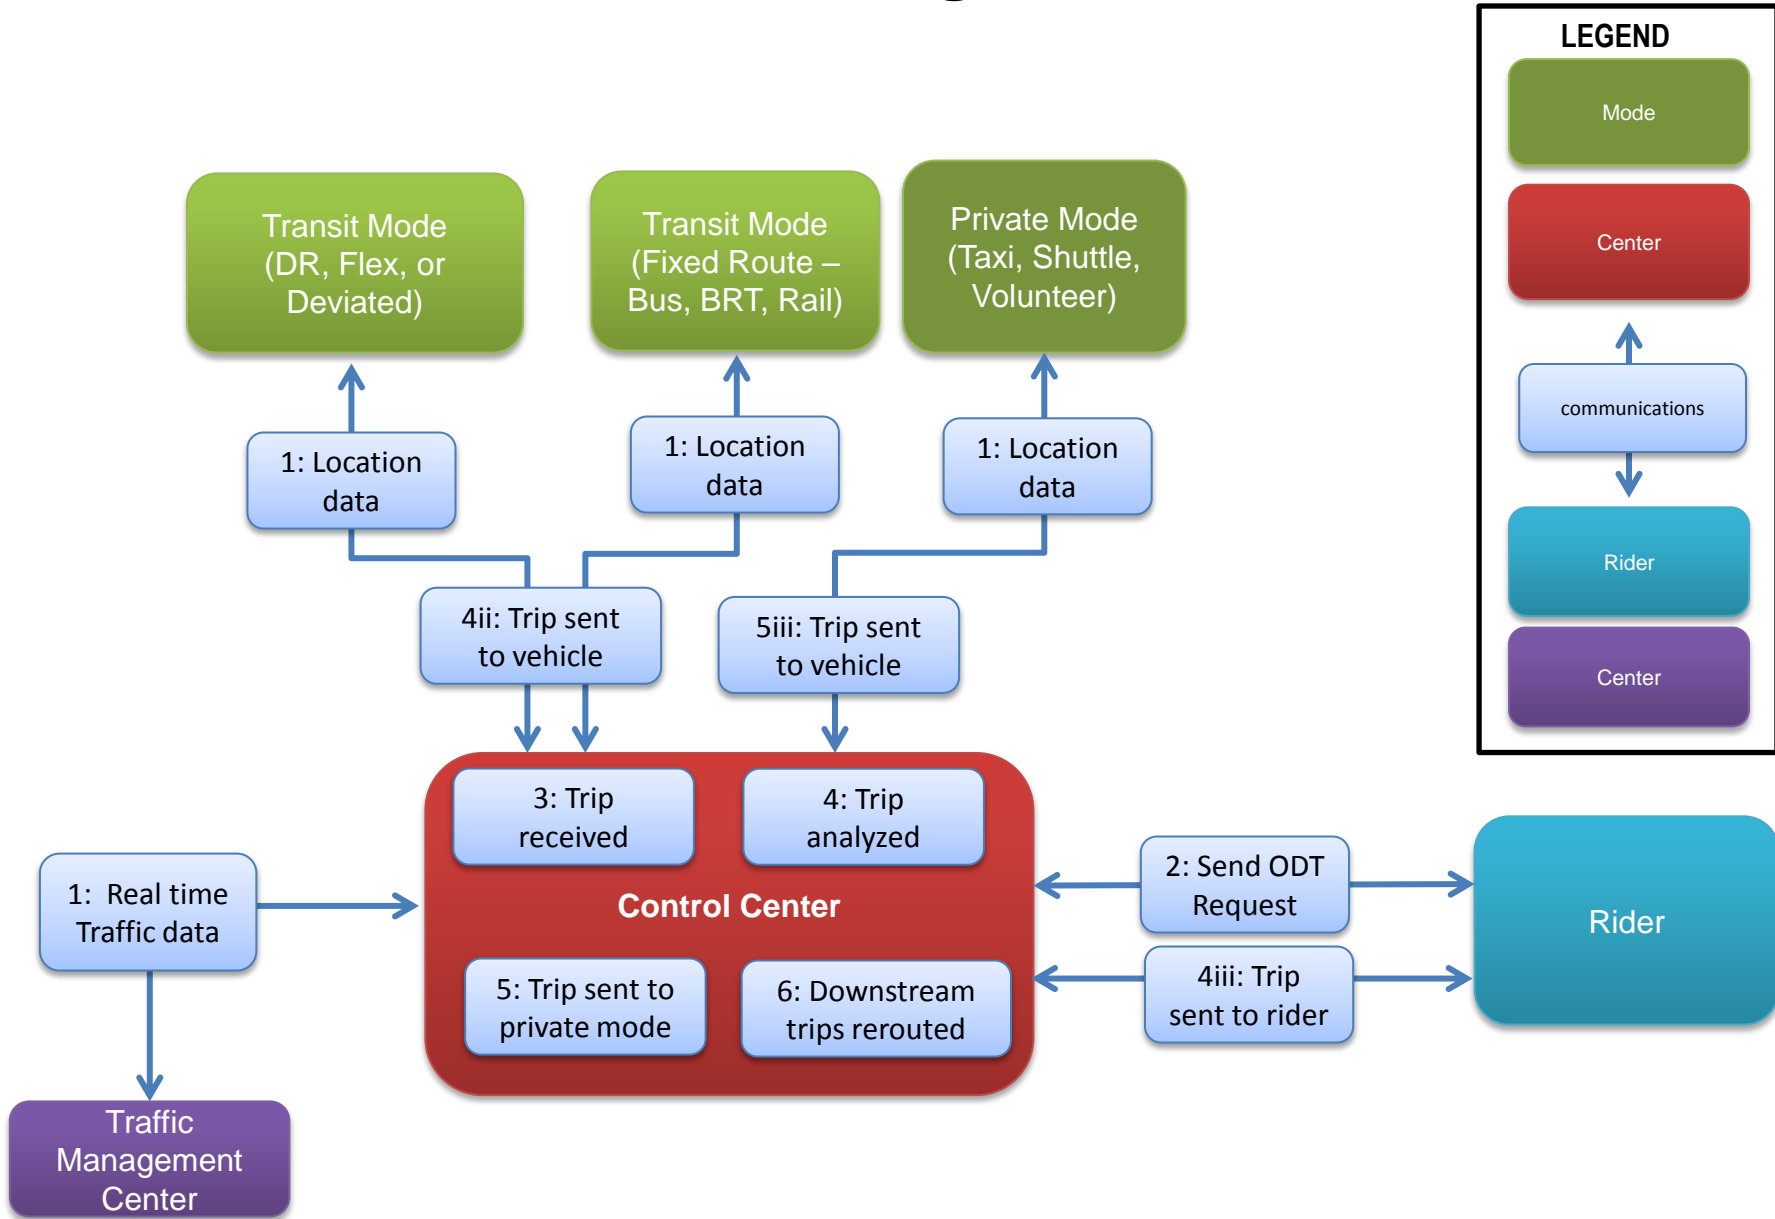 LEGEND
Mode
Center
communications
Rider
Center
Transit Mode
(DR, Flex, or
Deviated)
Transit Mode
(Fixed Route –
Bus, BRT, Rail)
Private Mode
(Taxi, Shuttle,
Volunteer)
1: Location
data
1: Location
data
1: Location
data
4ii: Trip sent
to vehicle
5iii: Trip sent
to vehicle
3: Trip
received
4: Trip
analyzed
Control Center
5: Trip sent to
private mode
6: Downstream
trips rerouted
1:  Real time
Traffic data
2: Send ODT
Request
4iii: Trip
sent to rider
Rider
Traffic
Management
Center